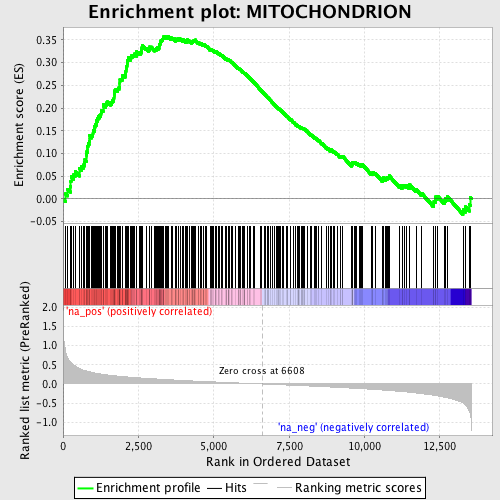 Enrichment plot: MITOCHONDRION
Enrichment score (ES)
0.35
0.30
0.25
0.20
0.15
0.10
0.05
0.00
-0.05
'na_pos' (positively correlated)
Ranked list metric (PreRanked)
2.0
1.5
1.0
0.5
0.0
-0.5
-1.0
Zero cross at 6608
'na_neg' (negatively correlated)
0
2,500
5,000
7,500
10,000
12,500
Rank in Ordered Dataset
Enrichment profile
Hits
Ranking metric scores